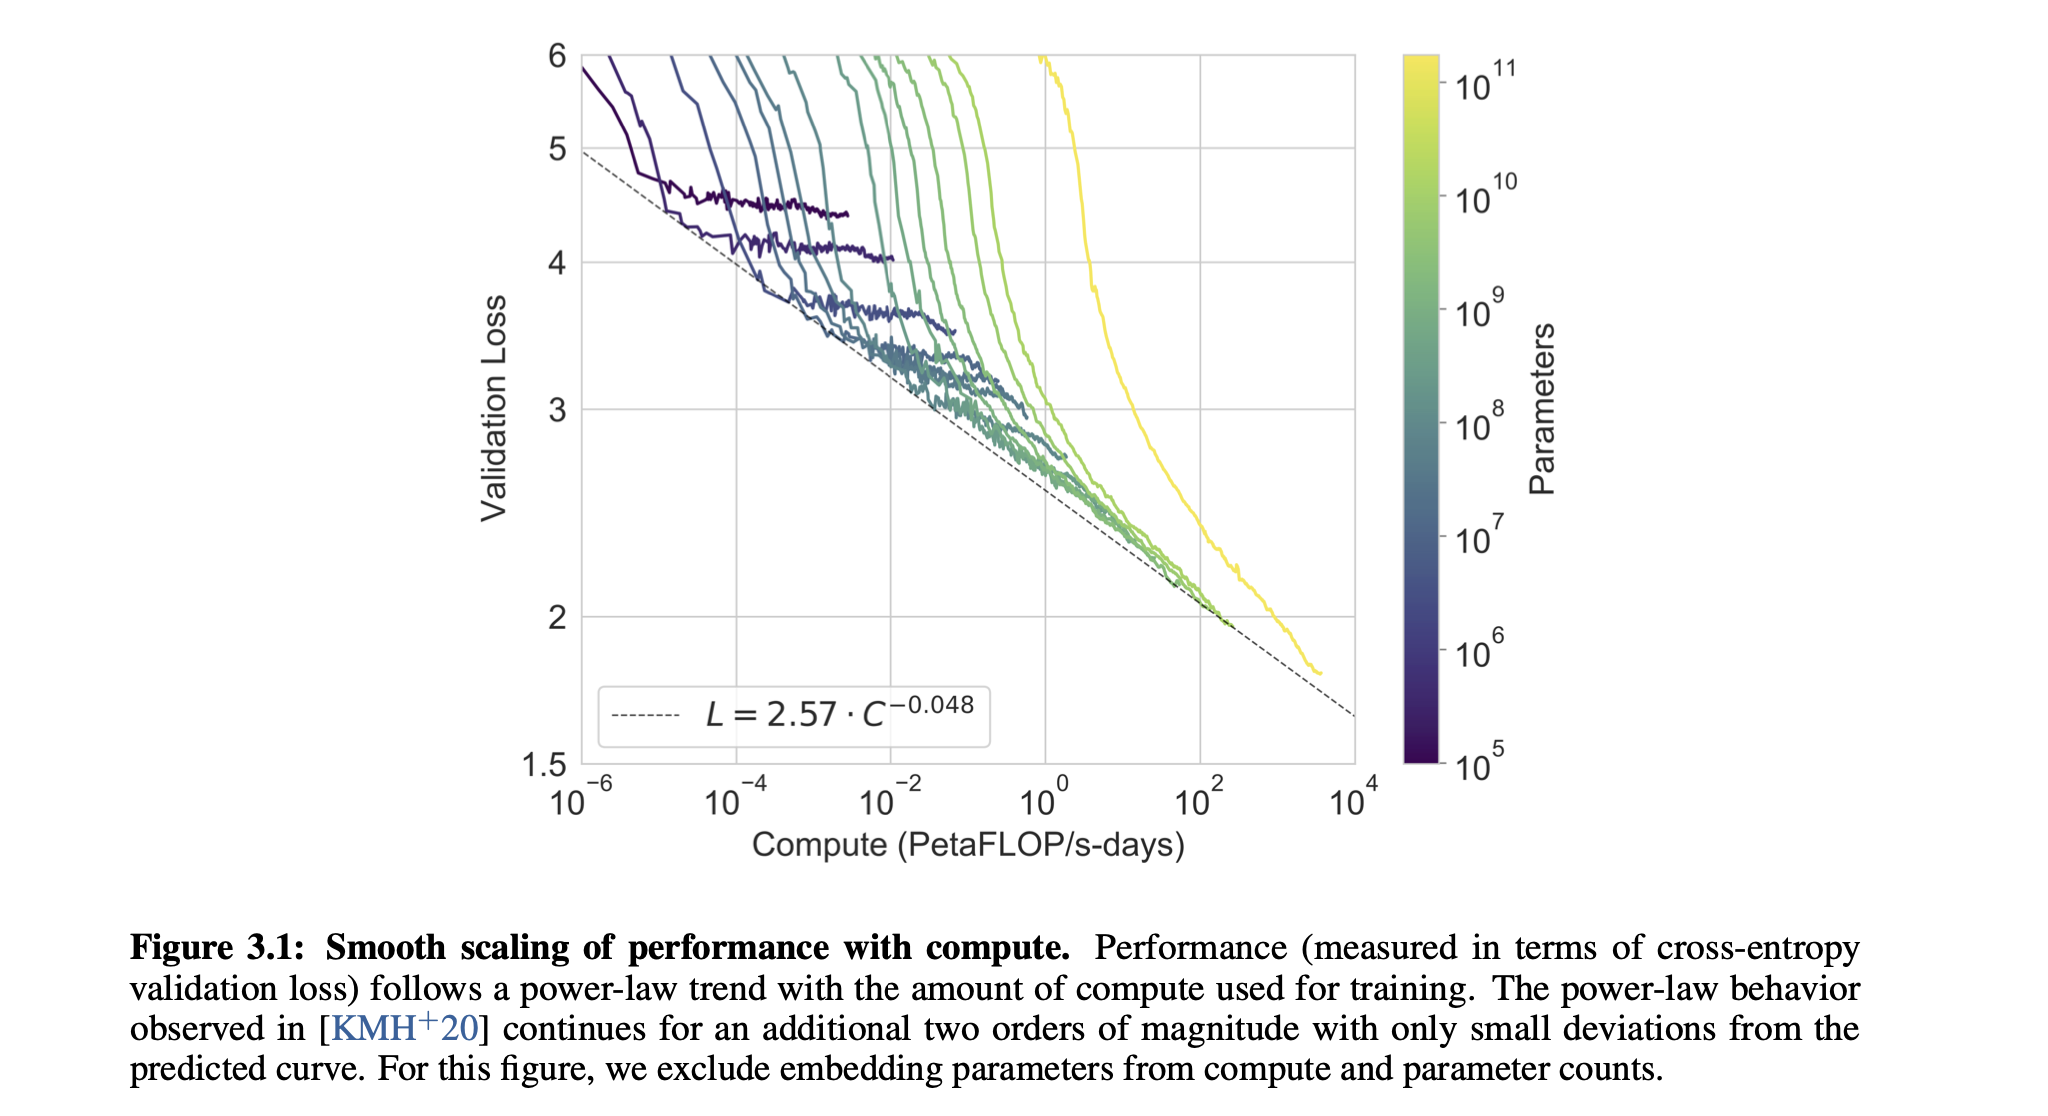 6
5
4
3
2
1.5
Validation Loss
L = 2.57 · C^−0.048
10^−6 10^−4 10^−2 10^0 10^2 10^4
Compute (PetaFLOP/s-days)
10^11
10^10
10^9
10^8
10^7
10^6
10^5
Parameters
Figure 3.1: Smooth scaling of performance with compute. Performance (measured in terms of cross-entropy
validation loss) follows a power-law trend with the amount of compute used for training. The power-law behavior
observed in [KMH+20] continues for an additional two orders of magnitude with only small deviations from the
predicted curve. For this figure, we exclude embedding parameters from compute and parameter counts.